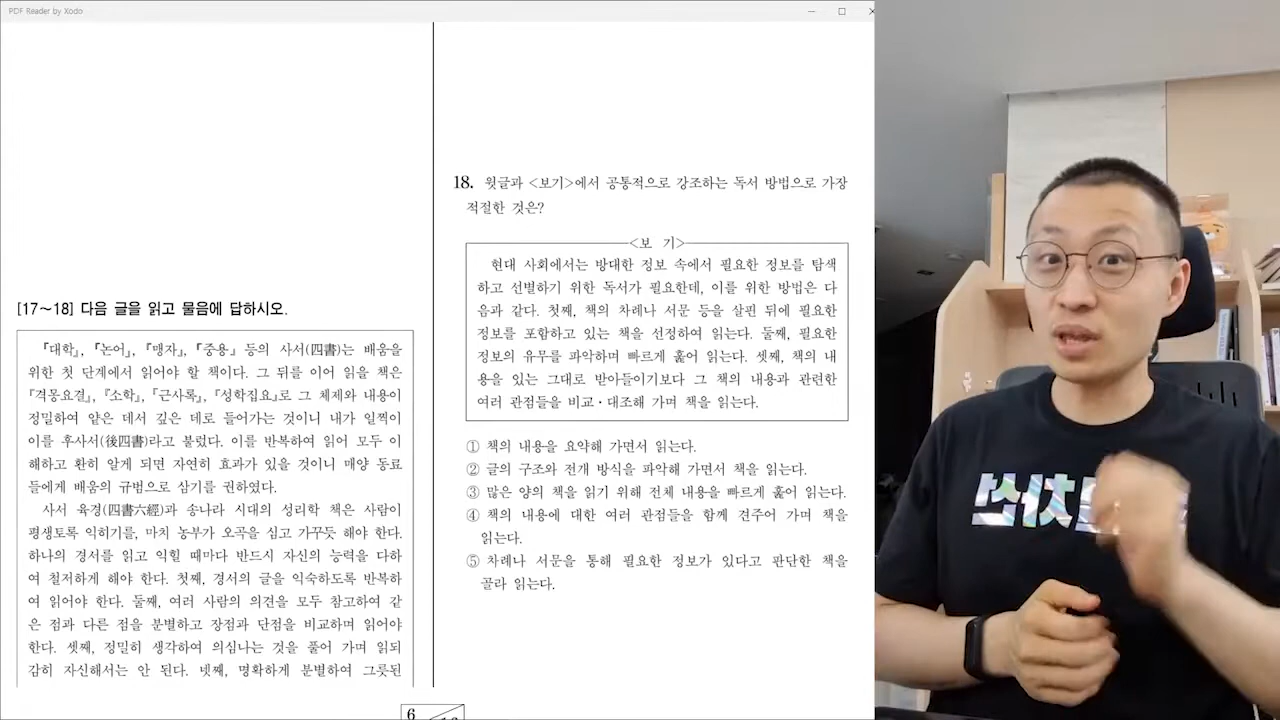 PDF Reader by Xodo
[17～18] 다음 글을 읽고 물음에 답하시오.
『대학』, 『논어』, 『맹자』, 『중용』 등의 사서(四書)는 배움을
위한 첫 단계에서 읽어야 할 책이다. 그 뒤를 이어 읽을 책은
『격몽요결』, 『소학』, 『근사록』, 『성학집요』로 그 체제와 내용이
정밀하여 얕은 데서 깊은 데로 들어가는 것이니 내가 일찍이
이를 후사서(後四書)라고 불렀다. 이를 반복하여 읽어 모두 이
해하고 환히 알게 되면 자연히 효과가 있을 것이니 매양 동료
들에게 배움의 규범으로 삼기를 권하였다.
사서 육경(四書六經)과 송나라 시대의 성리학 책은 사람이
평생토록 익히기를, 마치 농부가 오곡을 심고 가꾸듯 해야 한다.
하나의 경서를 읽고 익힐 때마다 반드시 자신의 능력을 다하
여 철저하게 해야 한다. 첫째, 경서의 글을 익숙하도록 반복하
여 읽어야 한다. 둘째, 여러 사람의 의견을 모두 참고하여 같
은 점과 다른 점을 분별하고 장점과 단점을 비교하며 읽어야
한다. 셋째, 정밀히 생각하여 의심나는 것을 풀어 가며 읽되
감히 자신해서는 안 된다. 넷째, 명확하게 분별하여 그릇된
6
18. 윗글과 <보기>에서 공통적으로 강조하는 독서 방법으로 가장
적절한 것은?
<보 기>
현대 사회에서는 방대한 정보 속에서 필요한 정보를 탐색
하고 선별하기 위한 독서가 필요한데, 이를 위한 방법은 다
음과 같다. 첫째, 책의 차례나 서문 등을 살핀 뒤에 필요한
정보를 포함하고 있는 책을 선정하여 읽는다. 둘째, 필요한
정보의 유무를 파악하며 빠르게 훑어 읽는다. 셋째, 책의 내
용을 있는 그대로 받아들이기보다 그 책의 내용과 관련한
여러 관점들을 비교·대조해 가며 책을 읽는다.
① 책의 내용을 요약해 가면서 읽는다.
② 글의 구조와 전개 방식을 파악해 가면서 책을 읽는다.
③ 많은 양의 책을 읽기 위해 전체 내용을 빠르게 훑어 읽는다.
④ 책의 내용에 대한 여러 관점들을 함께 견주어 가며 책을
읽는다.
⑤ 차례나 서문을 통해 필요한 정보가 있다고 판단한 책을
골라 읽는다.